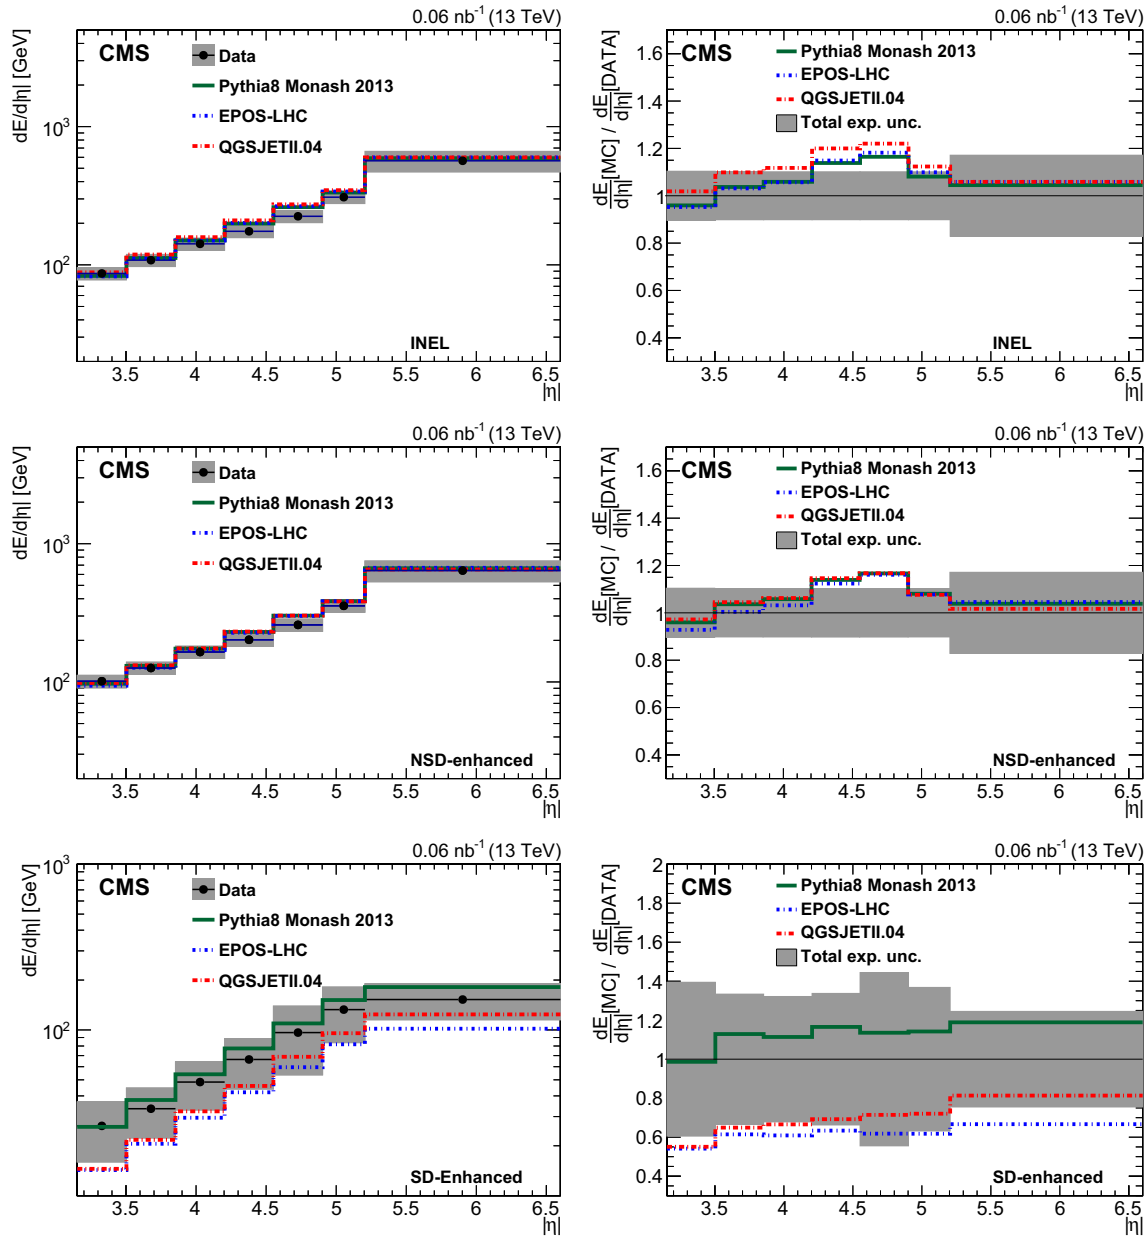 0.06 nb⁻¹ (13 TeV)
CMS
Data
Pythia8 Monash 2013
EPOS-LHC
QGSJETII.04
dE/d|η| [GeV]
10³
10²
INEL
3.5 4 4.5 5 5.5 6 6.5
|η|
0.06 nb⁻¹ (13 TeV)
CMS
Pythia8 Monash 2013
EPOS-LHC
QGSJETII.04
Total exp. unc.
dE/d|η| [MC] / dE/d|η| [DATA]
1.6
1.4
1.2
1
0.8
0.6
0.4
INEL
3.5 4 4.5 5 5.5 6 6.5
|η|
0.06 nb⁻¹ (13 TeV)
CMS
Data
Pythia8 Monash 2013
EPOS-LHC
QGSJETII.04
dE/d|η| [GeV]
10³
10²
NSD-enhanced
3.5 4 4.5 5 5.5 6 6.5
|η|
0.06 nb⁻¹ (13 TeV)
CMS
Pythia8 Monash 2013
EPOS-LHC
QGSJETII.04
Total exp. unc.
dE/d|η| [MC] / dE/d|η| [DATA]
1.6
1.4
1.2
1
0.8
0.6
0.4
NSD-enhanced
3.5 4 4.5 5 5.5 6 6.5
|η|
0.06 nb⁻¹ (13 TeV)
CMS
Data
Pythia8 Monash 2013
EPOS-LHC
QGSJETII.04
dE/d|η| [GeV]
10³
10²
SD-Enhanced
3.5 4 4.5 5 5.5 6 6.5
|η|
0.06 nb⁻¹ (13 TeV)
CMS
Pythia8 Monash 2013
EPOS-LHC
QGSJETII.04
Total exp. unc.
dE/d|η| [MC] / dE/d|η| [DATA]
2
1.8
1.6
1.4
1.2
1
0.8
0.6
0.4
SD-enhanced
3.5 4 4.5 5 5.5 6 6.5
|η|